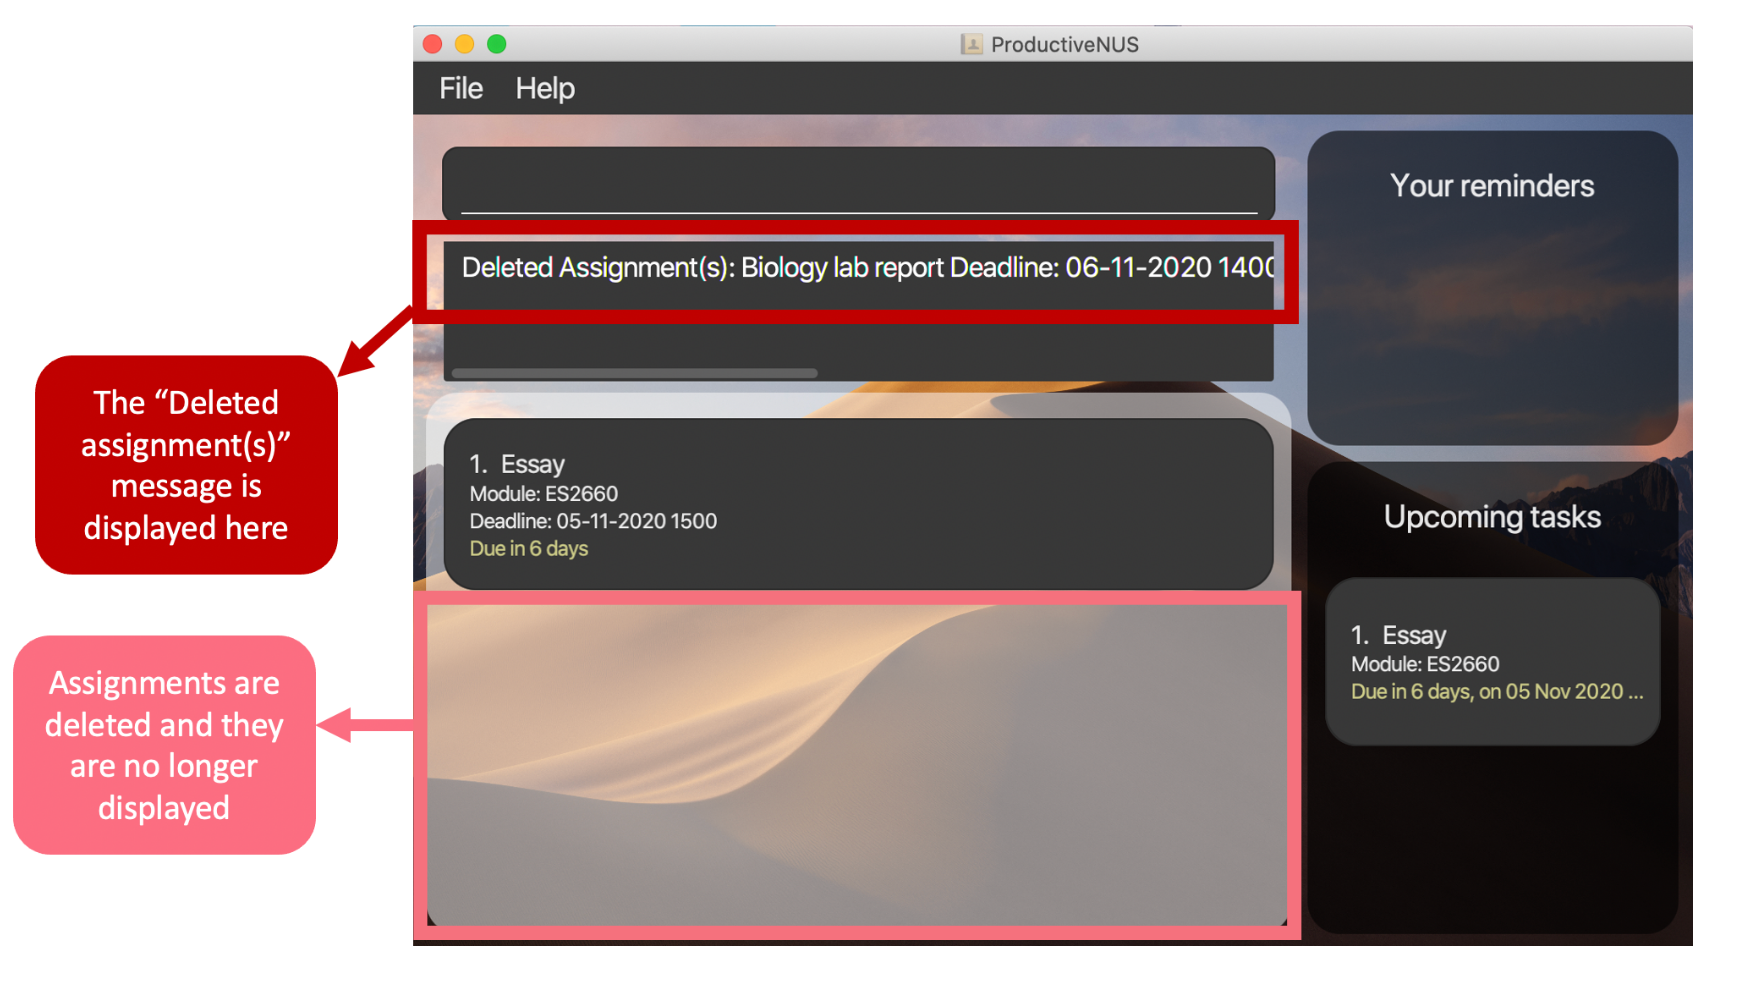 ProductiveNUS
File Help
Deleted Assignment(s): Biology lab report Deadline: 06-11-2020 1400
The “Deleted
assignment(s)”
message is
displayed here
1. Essay
Module: ES2660
Deadline: 05-11-2020 1500
Due in 6 days
Assignments are
deleted and they
are no longer
displayed
Your reminders
Upcoming tasks
1. Essay
Module: ES2660
Due in 6 days, on 05 Nov 2020 ...